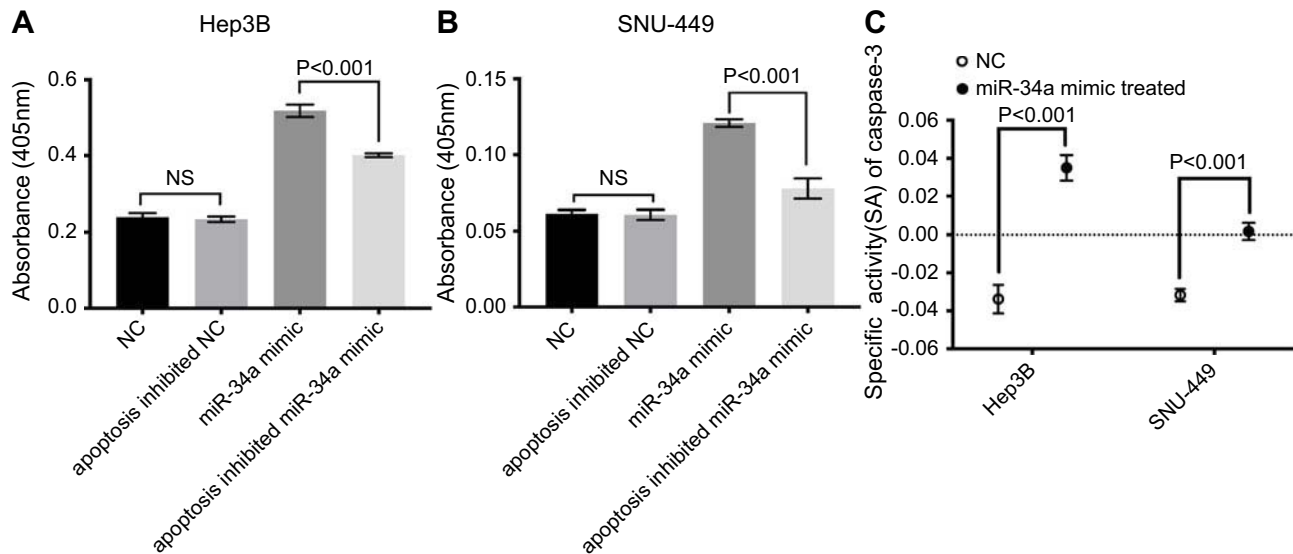 A
Hep3B
Absorbance (405nm)
0.6
0.4
0.2
0.0
NS
P<0.001
NC
apoptosis inhibited NC
miR-34a mimic
apoptosis inhibited miR-34a mimic
B
SNU-449
Absorbance (405nm)
0.15
0.10
0.05
0.00
NS
P<0.001
NC
apoptosis inhibited NC
miR-34a mimic
apoptosis inhibited miR-34a mimic
C
NC
miR-34a mimic treated
Specific activity(SA) of caspase-3
0.06
0.04
0.02
0.00
-0.02
-0.04
-0.06
P<0.001
P<0.001
Hep3B
SNU-449